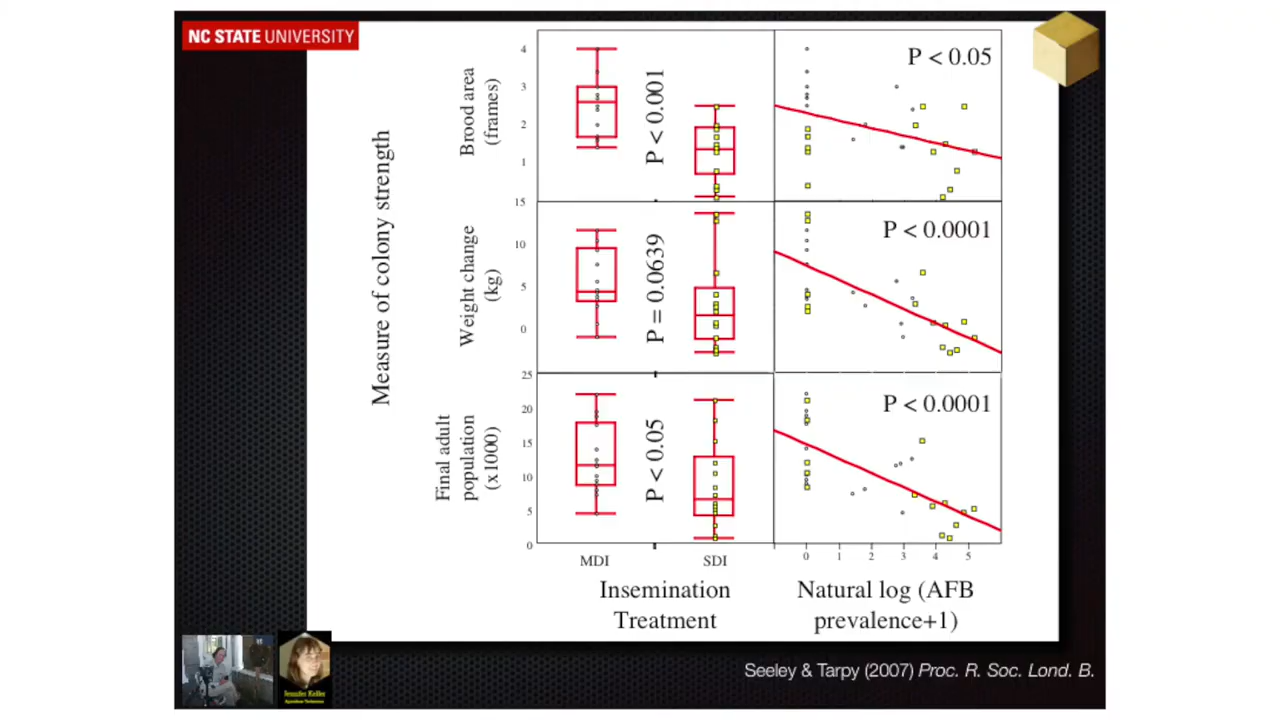 NC STATE UNIVERSITY
Measure of colony strength
Brood area
(frames)
4
3
2
1
P < 0.001
P < 0.05
Weight change
(kg)
15
10
5
0
P = 0.0639
P < 0.0001
Final adult
population
(x1000)
25
20
15
10
5
0
P < 0.05
P < 0.0001
MDI
SDI
0 1 2 3 4 5
Insemination
Treatment
Natural log (AFB
prevalence+1)
Seeley & Tarpy (2007) Proc. R. Soc. Lond. B.
Jennifer Keller